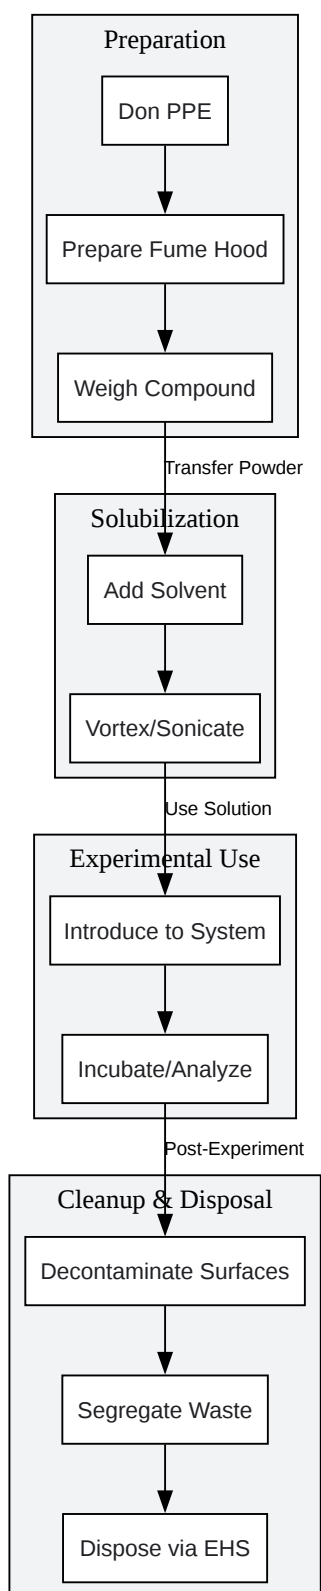 Preparation
Don PPE
Prepare Fume Hood
Weigh Compound
Transfer Powder
Solubilization
Add Solvent
Vortex/Sonicate
Use Solution
Experimental Use
Introduce to System
Incubate/Analyze
Post-Experiment
Cleanup & Disposal
Decontaminate Surfaces
Segregate Waste
Dispose via EHS